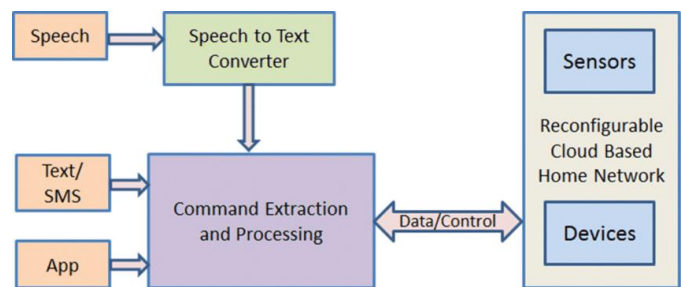 Speech
Speech to Text
Converter
Text/
SMS
App
Command Extraction
and Processing
Data/Control
Sensors
Reconfigurable
Cloud Based
Home Network
Devices